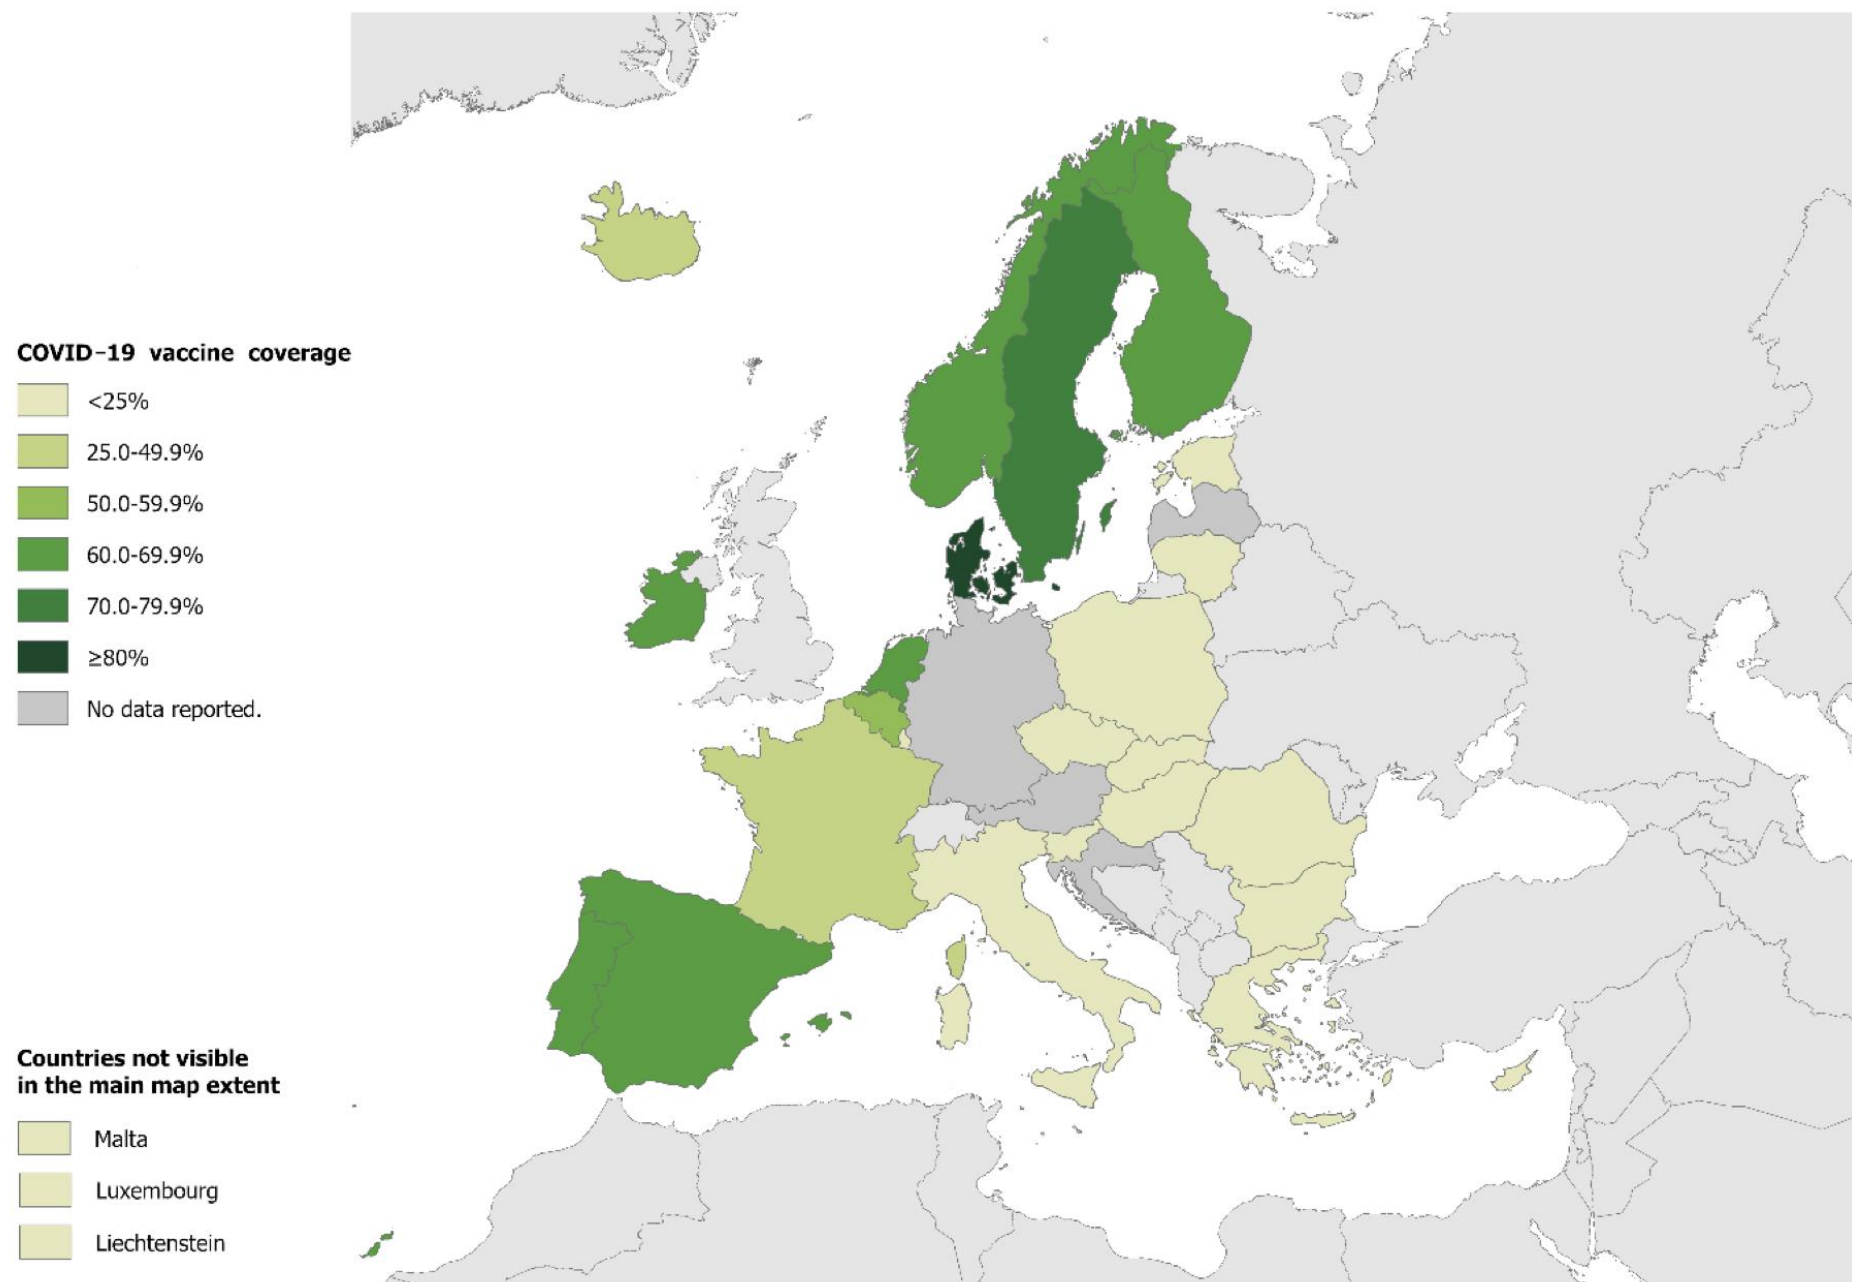 COVID-19 vaccine coverage
<25%
25.0-49.9%
50.0-59.9%
60.0-69.9%
70.0-79.9%
≥80%
No data reported.
Countries not visible
in the main map extent
Malta
Luxembourg
Liechtenstein